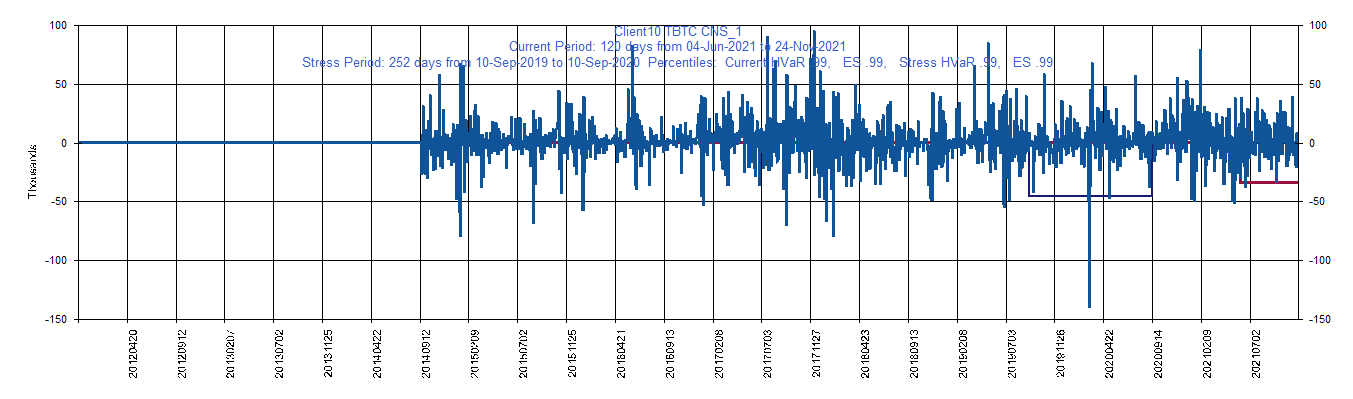 Client10 TBTC CNS_1
Current Period: 120 days from 04-Jun-2021 to 24-Nov-2021
Stress Period: 252 days from 10-Sep-2019 to 10-Sep-2020 Percentiles: Current HVaR .99, ES .99, Stress HVaR .99, ES .99
100 100
50 50
0 0
-50 -50
-100 -100
-150 -150
Thousands
20120420 20120912 20130207 20130702 20131125 20140422 20140912 20150209 20150702 20151125 20160421 20160913 20170208 20170703 20171127 20180423 20180913 20190208 20190703 20191126 20200422 20200914 20210209 20210702